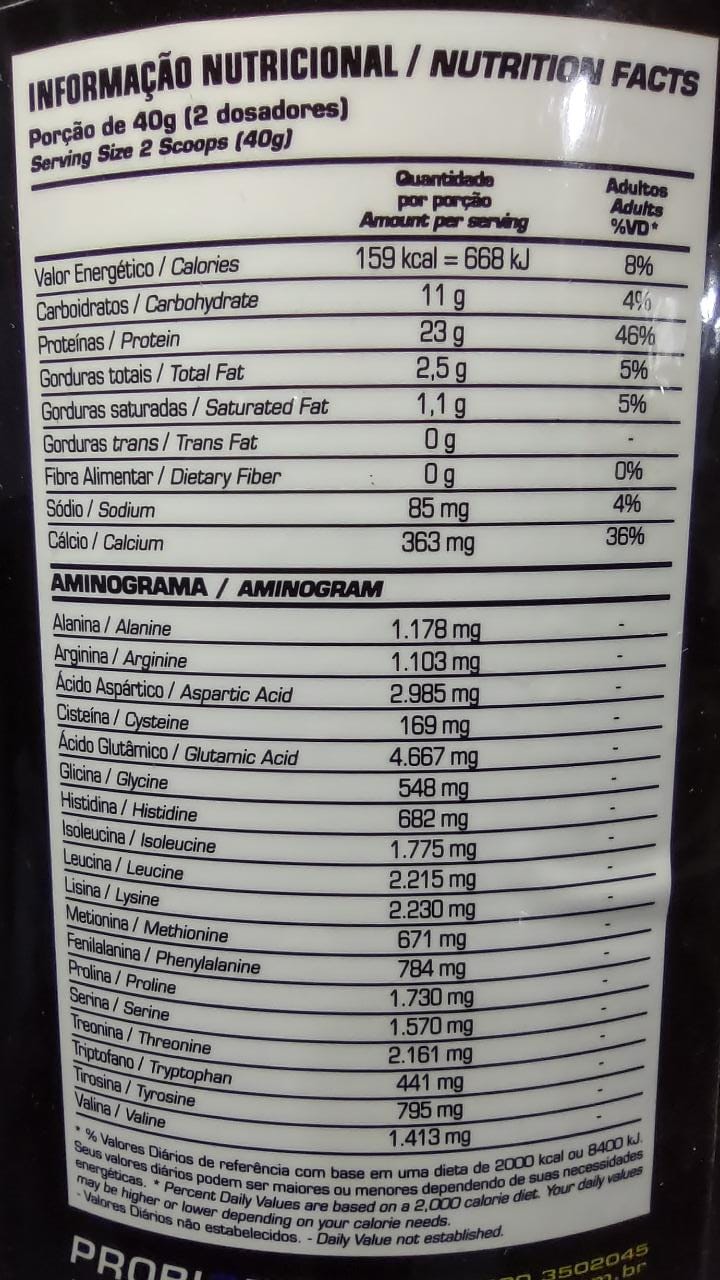 INFORMAÇÃO NUTRICIONAL / NUTRITION FACTS
Porção de 40g (2 dosadores)
Serving Size 2 Scoops (40g)
Quantidade
por porção
Amount per serving
Adultos
Adults
%VD*
Valor Energético / Calories 159 kcal = 668 kJ 8%
Carboidratos / Carbohydrate 11 g 4%
Proteínas / Protein 23 g 46%
Gorduras totais / Total Fat 2,5 g 5%
Gorduras saturadas / Saturated Fat 1,1 g 5%
Gorduras trans / Trans Fat 0 g -
Fibra Alimentar / Dietary Fiber 0 g 0%
Sódio / Sodium 85 mg 4%
Cálcio / Calcium 363 mg 36%
AMINOGRAMA / AMINOGRAM
Alanina / Alanine 1.178 mg -
Arginina / Arginine 1.103 mg -
Ácido Aspártico / Aspartic Acid 2.985 mg -
Cisteína / Cysteine 169 mg -
Ácido Glutâmico / Glutamic Acid 4.667 mg -
Glicina / Glycine 548 mg -
Histidina / Histidine 682 mg -
Isoleucina / Isoleucine 1.775 mg -
Leucina / Leucine 2.215 mg -
Lisina / Lysine 2.230 mg -
Metionina / Methionine 671 mg -
Fenilalanina / Phenylalanine 784 mg -
Prolina / Proline 1.730 mg -
Serina / Serine 1.570 mg -
Treonina / Threonine 2.161 mg -
Triptofano / Tryptophan 441 mg -
Tirosina / Tyrosine 795 mg -
Valina / Valine 1.413 mg -
* % Valores Diários de referência com base em uma dieta de 2000 kcal ou 8400 kJ.
Seus valores diários podem ser maiores ou menores dependendo de suas necessidades
energéticas. * Percent Daily Values are based on a 2,000 calorie diet. Your daily values
may be higher or lower depending on your calorie needs.
- Valores Diários não estabelecidos. - Daily Value not established.
3502045
.br